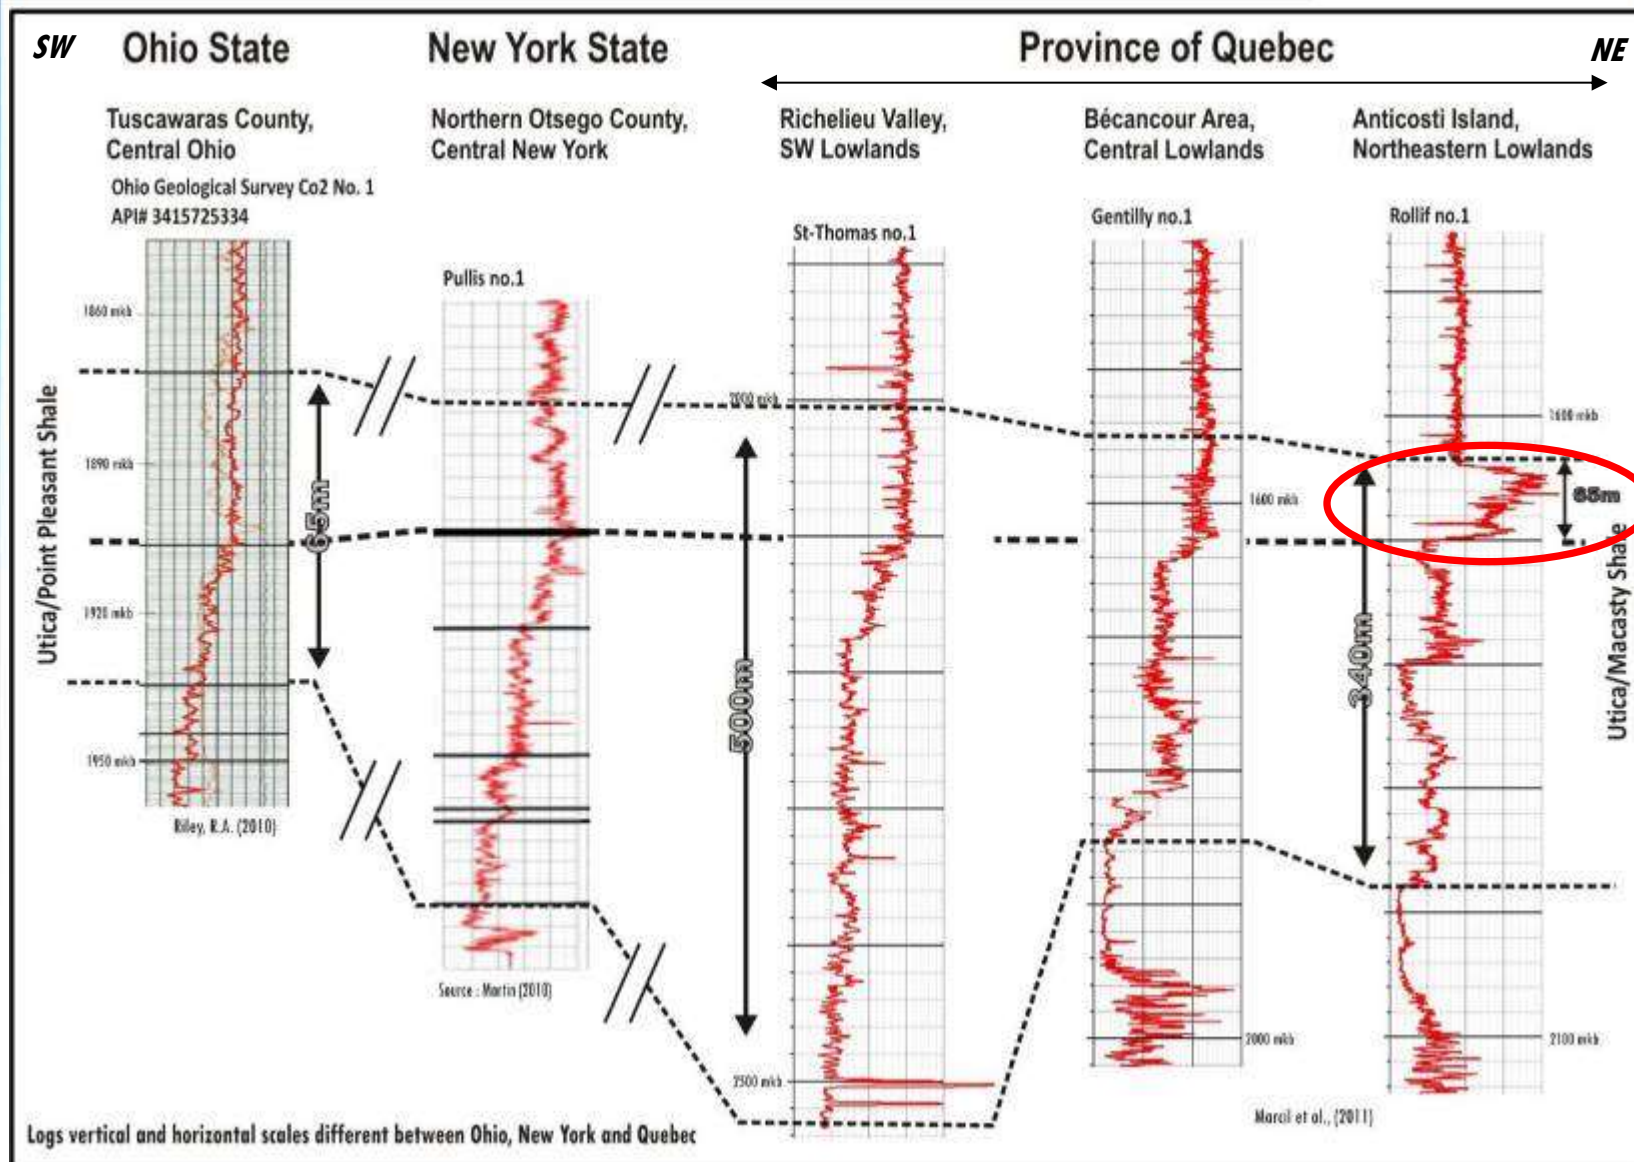 SW Ohio State New York State Province of Quebec NE
Tuscawaras County,
Central Ohio
Northern Otsego County,
Central New York
Richelieu Valley,
SW Lowlands
Bécancour Area,
Central Lowlands
Anticosti Island,
Northeastern Lowlands
Ohio Geological Survey Co2 No. 1
API# 3415725334
Pullis no.1
St-Thomas no.1
Gentilly no.1
Rollif no.1
1860 mkb
1890 mkb
1920 mkb
1950 mkb
2000 mkb
2500 mkb
1600 mkb
2000 mkb
1600 mkb
2100 mkb
Utica/Point Pleasant Shale
65m
500m
340m
65m
Utica/Macasty Shale
Riley, R.A. (2010)
Source : Martin (2010)
Marcil et al., (2011)
Logs vertical and horizontal scales different between Ohio, New York and Quebec